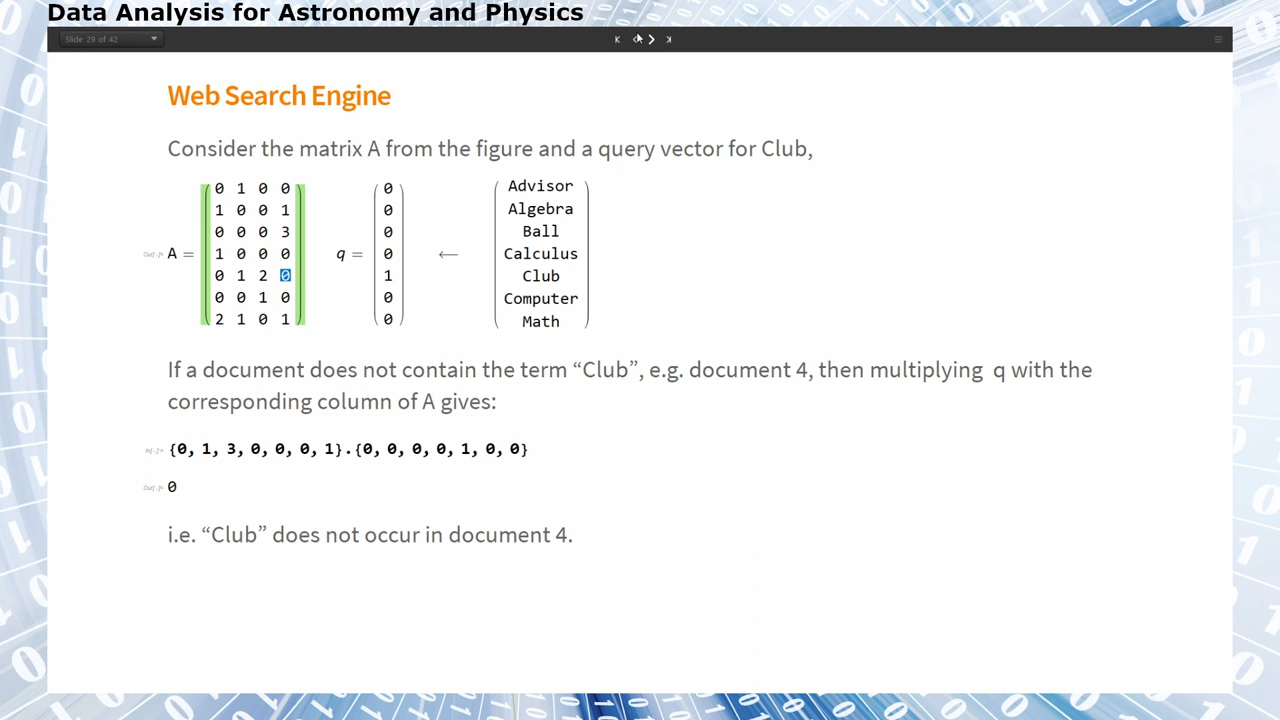 Data Analysis for Astronomy and Physics
Slide 29 of 42
Web Search Engine
Consider the matrix A from the figure and a query vector for Club,
0 1 0 0 0 Advisor
1 0 0 1 0 Algebra
0 0 0 3 0 Ball
Out[-]= A = 1 0 0 0 q = 0 ← Calculus
0 1 2 0 1 Club
0 0 1 0 0 Computer
2 1 0 1 0 Math
If a document does not contain the term “Club”, e.g. document 4, then multiplying q with the
corresponding column of A gives:
In[-]:= {0, 1, 3, 0, 0, 0, 1}.{0, 0, 0, 0, 1, 0, 0}
Out[-]= 0
i.e. “Club” does not occur in document 4.